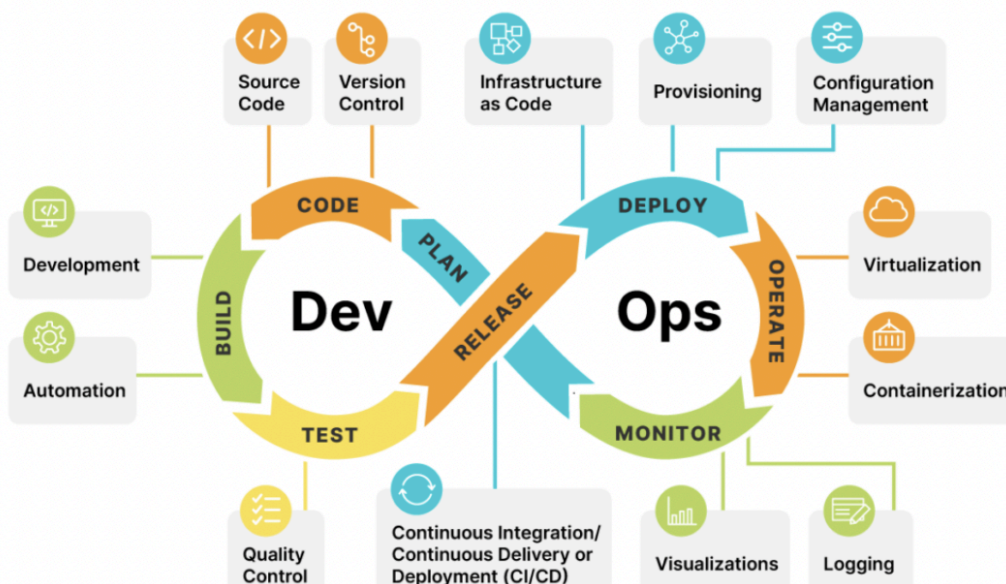 Source
Code
Version
Control
Infrastructure
as Code
Provisioning
Configuration
Management
CODE
DEPLOY
PLAN
Development
Virtualization
BUILD
Dev
RELEASE
Ops
OPERATE
Automation
Containerization
TEST
MONITOR
Quality
Control
Continuous Integration/
Continuous Delivery or
Deployment (CI/CD)
Visualizations
Logging